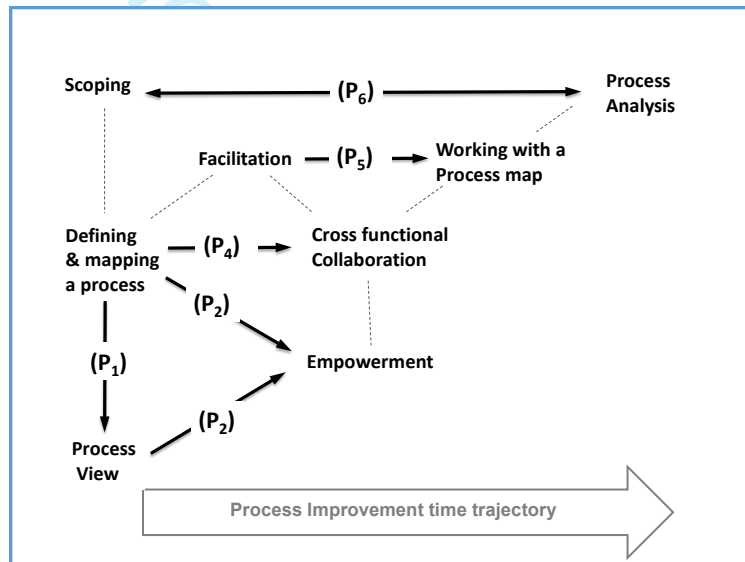 Scoping
(P6)
Process
Analysis
Facilitation
(P5)
Working with a
Process map
Defining
& mapping
a process
(P4)
Cross functional
Collaboration
(P2)
(P1)
Empowerment
(P2)
Process
View
Process Improvement time trajectory